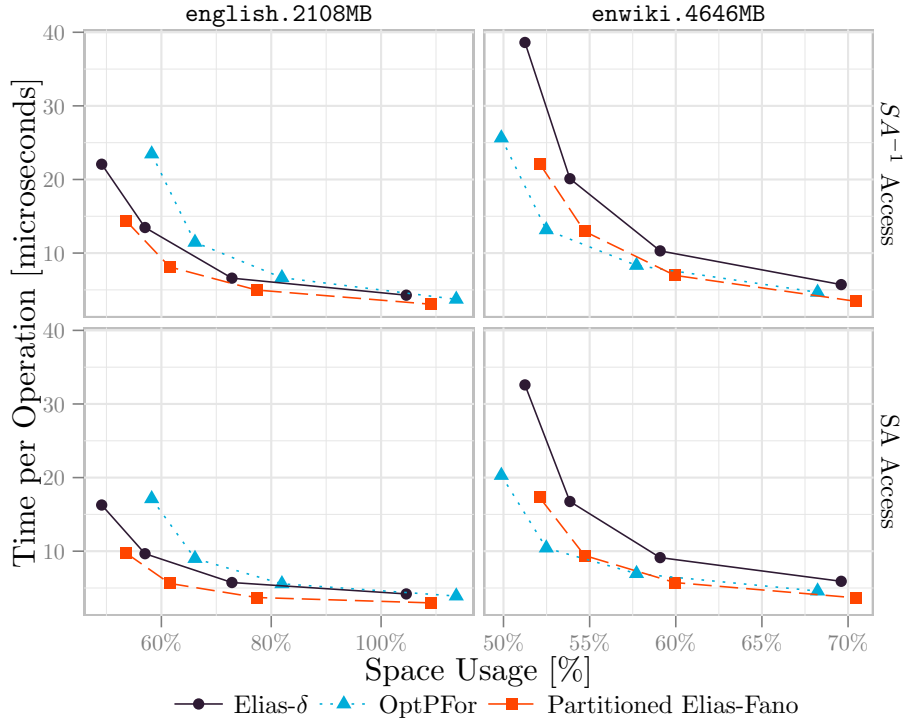 english.2108MB
enwiki.4646MB
Time per Operation [microseconds]
40
30
20
10
SA⁻¹ Access
40
30
20
10
SA Access
60%
80%
100%
50%
55%
60%
65%
70%
Space Usage [%]
Elias-δ
OptPFor
Partitioned Elias-Fano